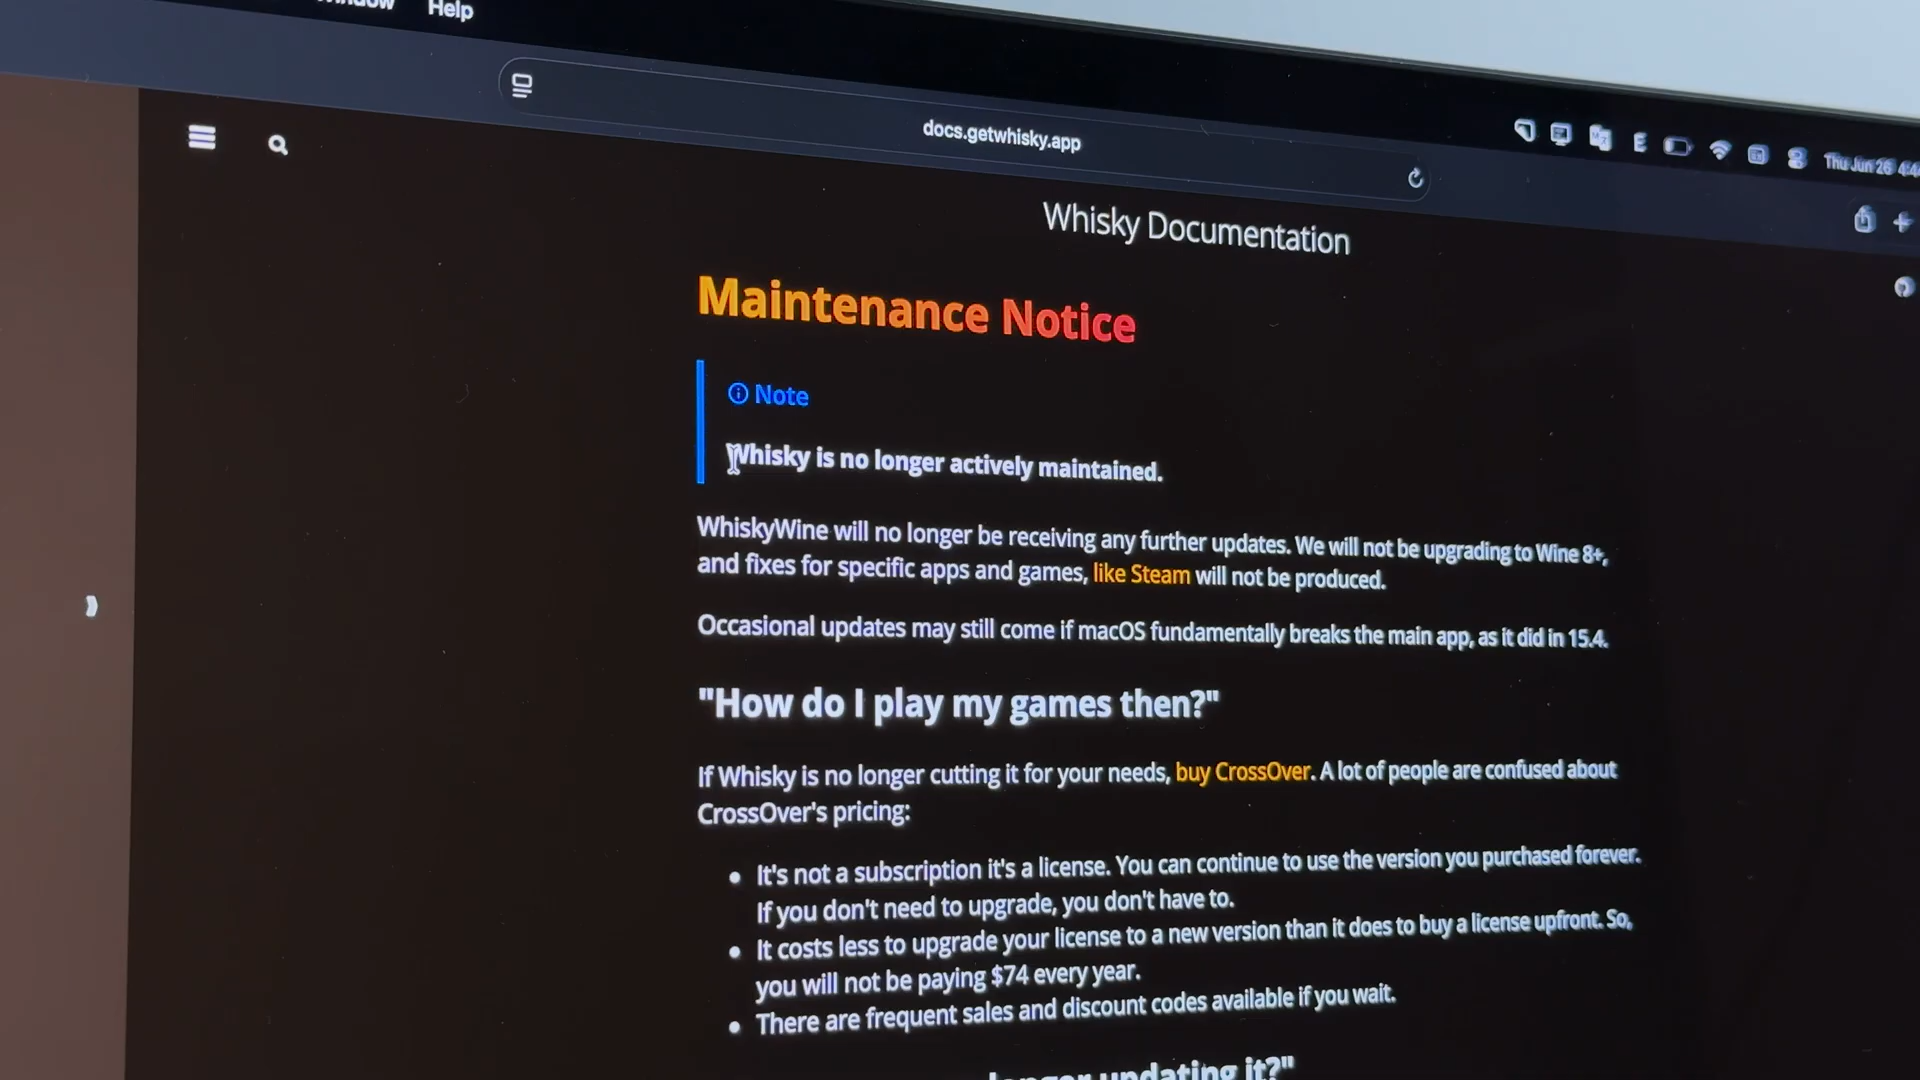 Help
docs.getwhisky.app
Thu Jun 26
Whisky Documentation
Maintenance Notice
Note
Whisky is no longer actively maintained.
WhiskyWine will no longer be receiving any further updates. We will not be upgrading to Wine 8+,
and fixes for specific apps and games, like Steam will not be produced.
Occasional updates may still come if macOS fundamentally breaks the main app, as it did in 15.4.
"How do I play my games then?"
If Whisky is no longer cutting it for your needs, buy CrossOver. A lot of people are confused about
CrossOver's pricing:
• It's not a subscription it's a license. You can continue to use the version you purchased forever.
If you don't need to upgrade, you don't have to.
• It costs less to upgrade your license to a new version than it does to buy a license upfront. So,
you will not be paying $74 every year.
• There are frequent sales and discount codes available if you wait.
longer updating it?"